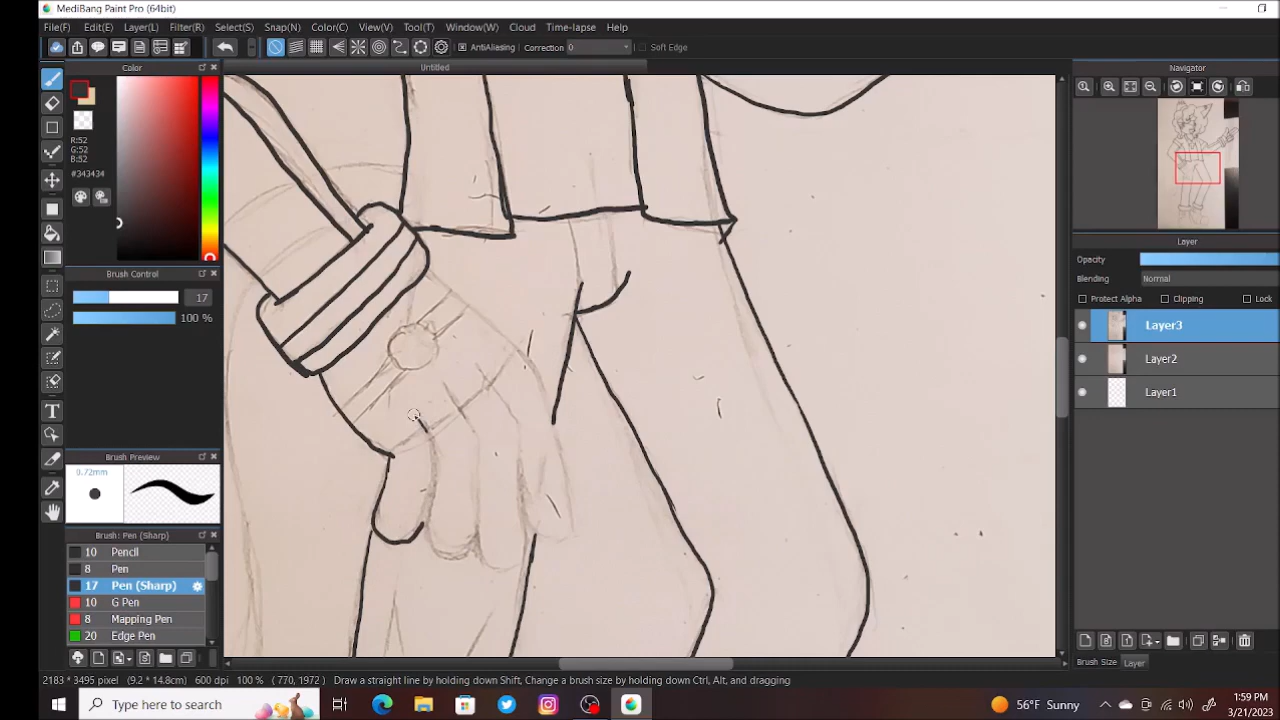 MediBang Paint Pro (64bit)
File(F) Edit(E) Layer(L) Filter(R) Select(S) Snap(N) Color(C) View(V) Tool(T) Window(W) Cloud Time-lapse Help
AntiAliasing Correction 0 Soft Edge
Color
Untitled
Navigator
R:52
G:52
B:52
#343434
Brush Control
17
100 %
Layer
Opacity
Blending Normal
Protect Alpha Clipping Lock
Layer3
Layer2
Layer1
Brush Preview
0.72mm
Brush: Pen (Sharp)
10 Pencil
8 Pen
17 Pen (Sharp)
10 G Pen
8 Mapping Pen
20 Edge Pen
Brush Size Layer
2183 * 3495 pixel (9.2 * 14.8cm) 600 dpi 100 % (770, 1972) Draw a straight line by holding down Shift, Change a brush size by holding down Ctrl, Alt, and dragging
Type here to search
56°F Sunny
1:59 PM
3/21/2023